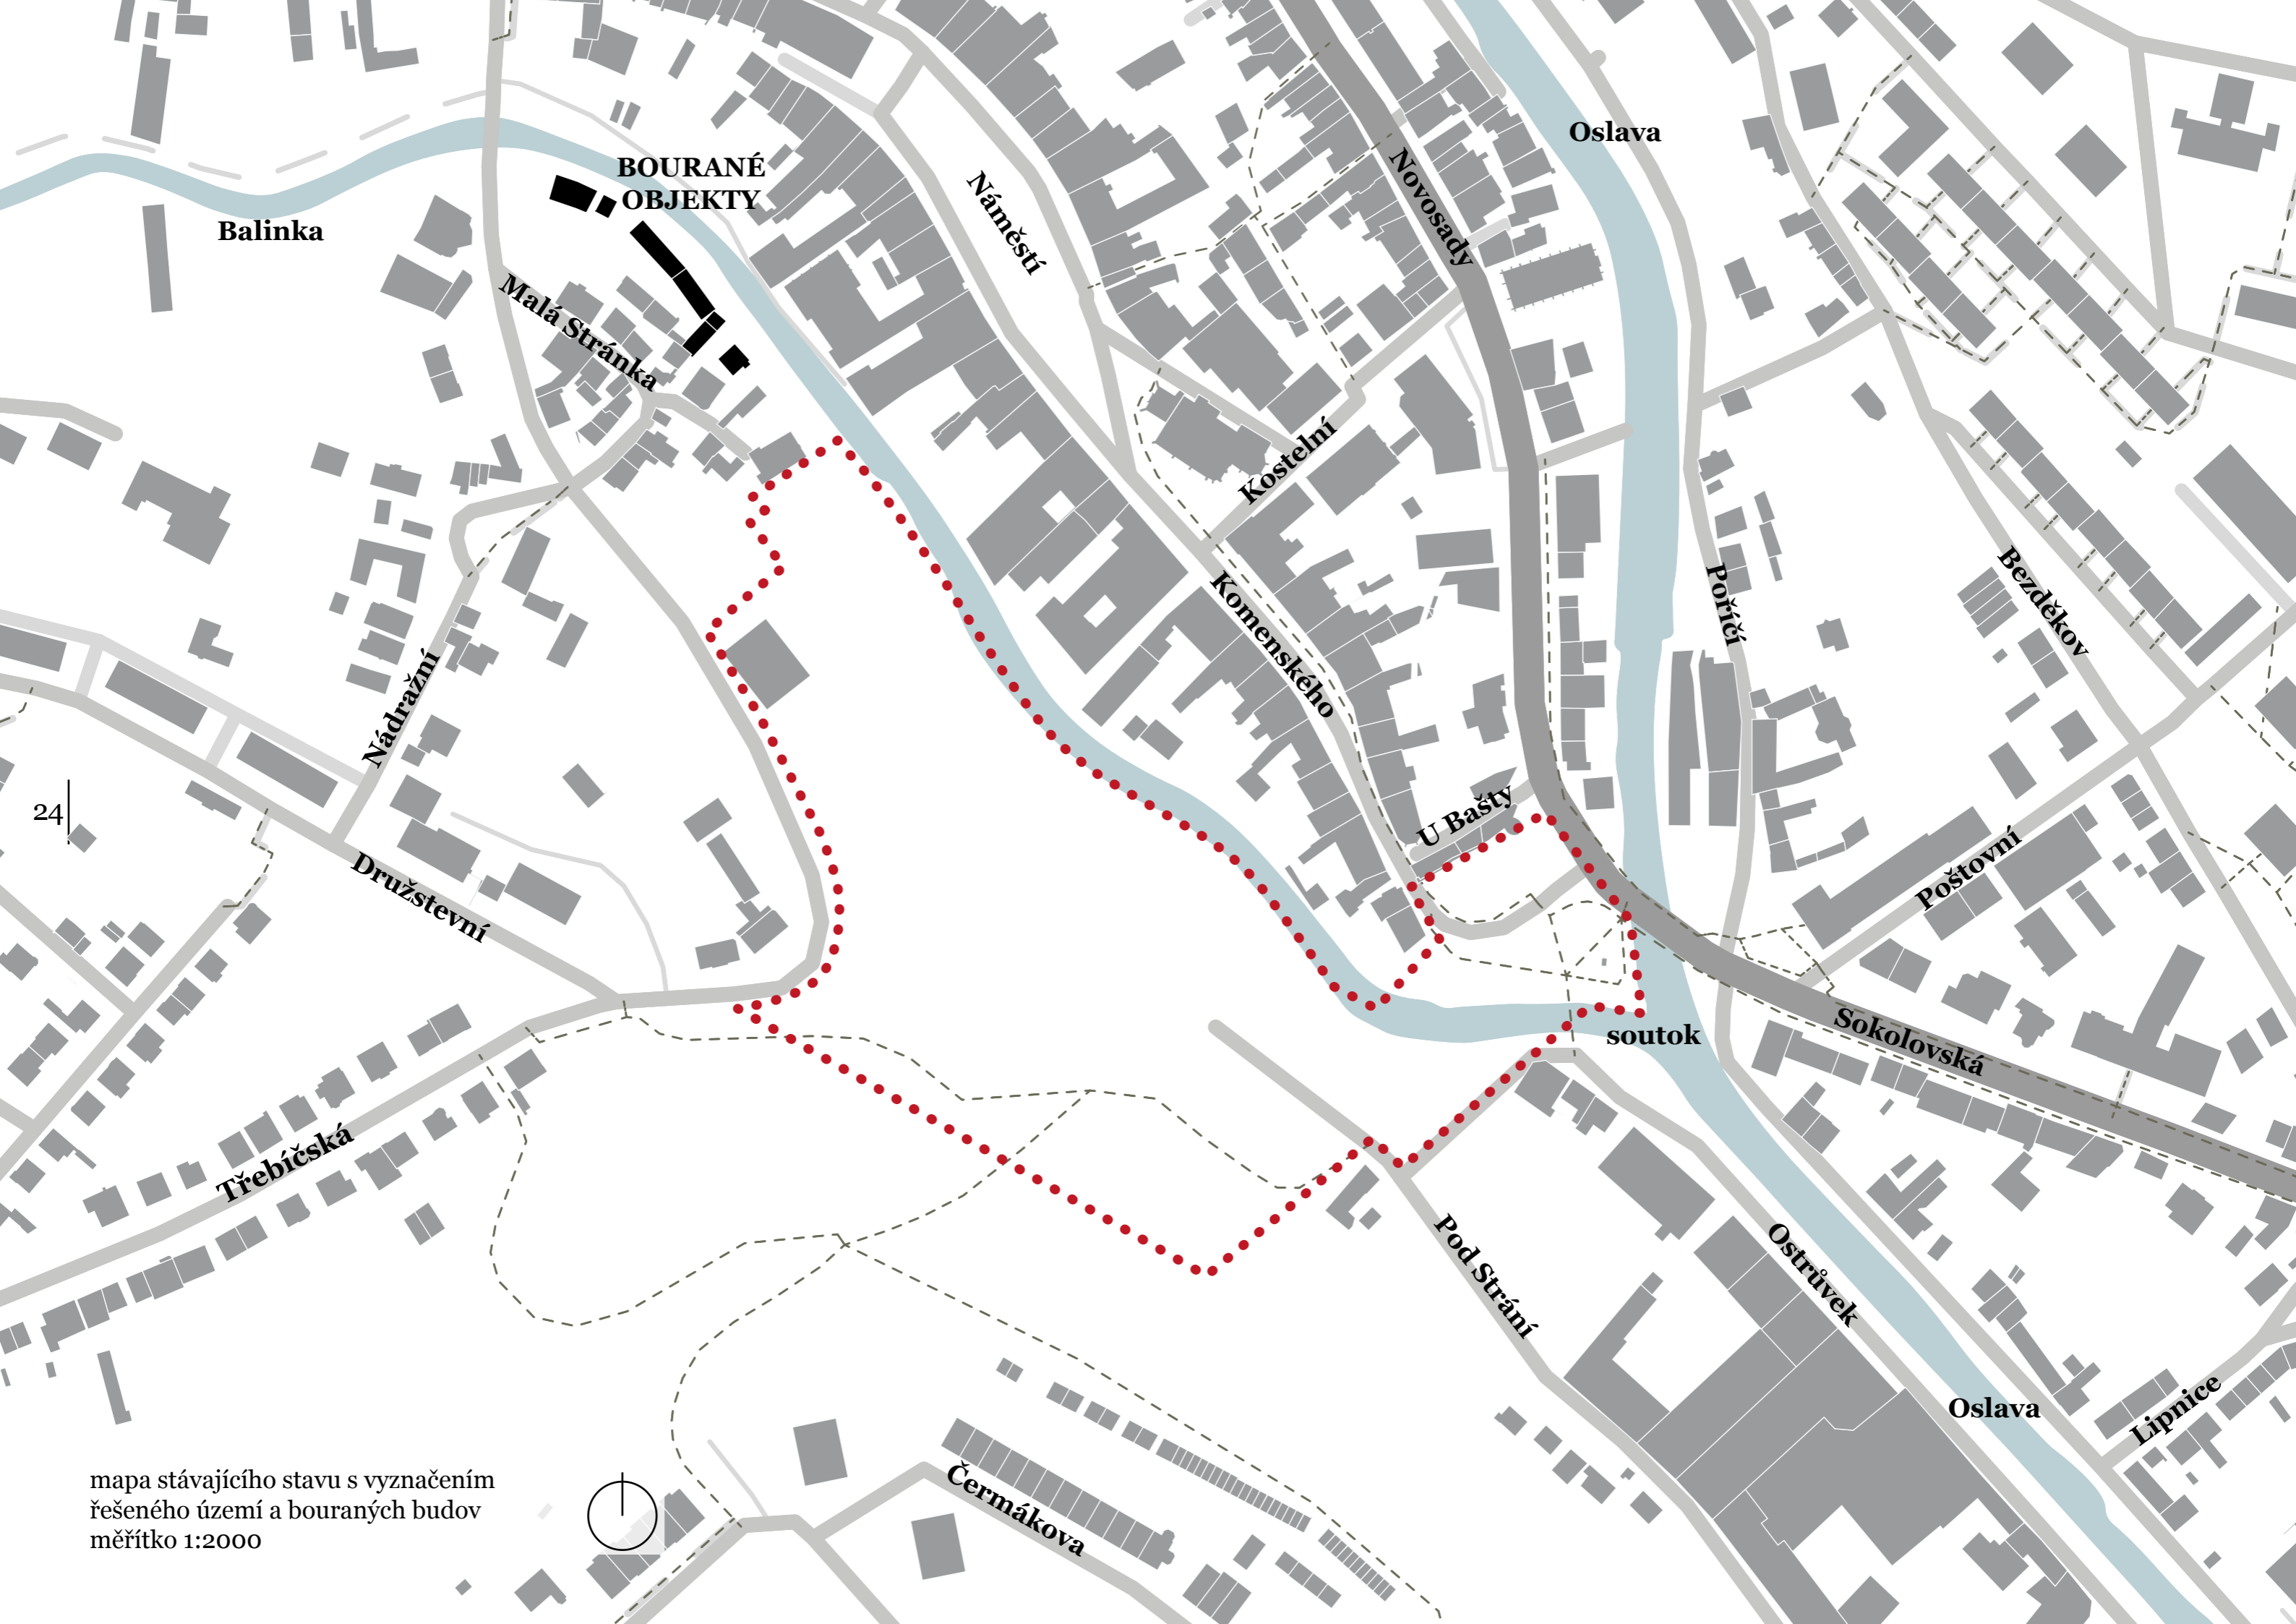 Oslava
BOURANÉ
OBJEKTY
Balinka
Náměstí
Novosady
Malá Stránka
Kostelní
Komenského
Poříčí
Bezděkov
Nádražní
U Bašty
24
Družstevní
Poštovní
soutok
Sokolovská
Třebíčská
Pod Strání
Ostrůvek
Oslava
Lipnice
Čermákova
mapa stávajícího stavu s vyznačením
řešeného území a bouraných budov
měřítko 1:2000